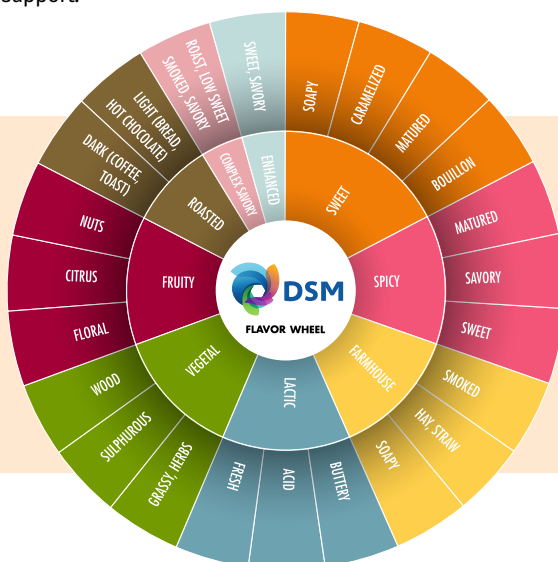 support.
SOAPY
CARAMELIZED
MATURED
BOUILLON
MATURED
SAVORY
SWEET
SMOKED
HAY, STRAW
SOAPY
BUTTERY
ACID
FRESH
GRASSY, HERBS
SULPHUROUS
WOOD
FLORAL
CITRUS
NUTS
DARK (COFFEE,
TOAST)
LIGHT (BREAD,
HOT CHOCOLATE)
ROAST, LOW SWEET
SMOKED, SAVORY
SWEET, SAVORY
SWEET
SPICY
FARMHOUSE
LACTIC
VEGETAL
FRUITY
ROASTED
COMPLEX SAVORY
ENHANCED
DSM
FLAVOR WHEEL